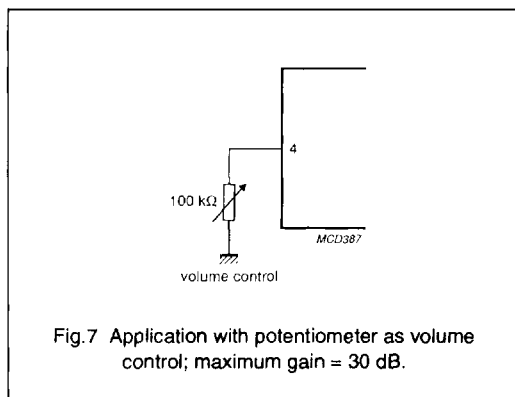 4
100 kΩ
MCD387
volume control
Fig.7 Application with potentiometer as volume
control; maximum gain = 30 dB.